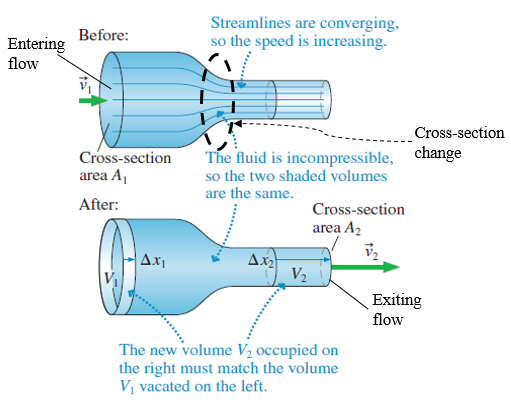 Before:
Streamlines are converging,
so the speed is increasing.
Entering
flow
v⃗₁
Cross-section
change
Cross-section
area A₁
The fluid is incompressible,
so the two shaded volumes
are the same.
After:
Cross-section
area A₂
v⃗₂
Δx₁
Δx₂
V₁
V₂
Exiting
flow
The new volume V₂ occupied on
the right must match the volume
V₁ vacated on the left.